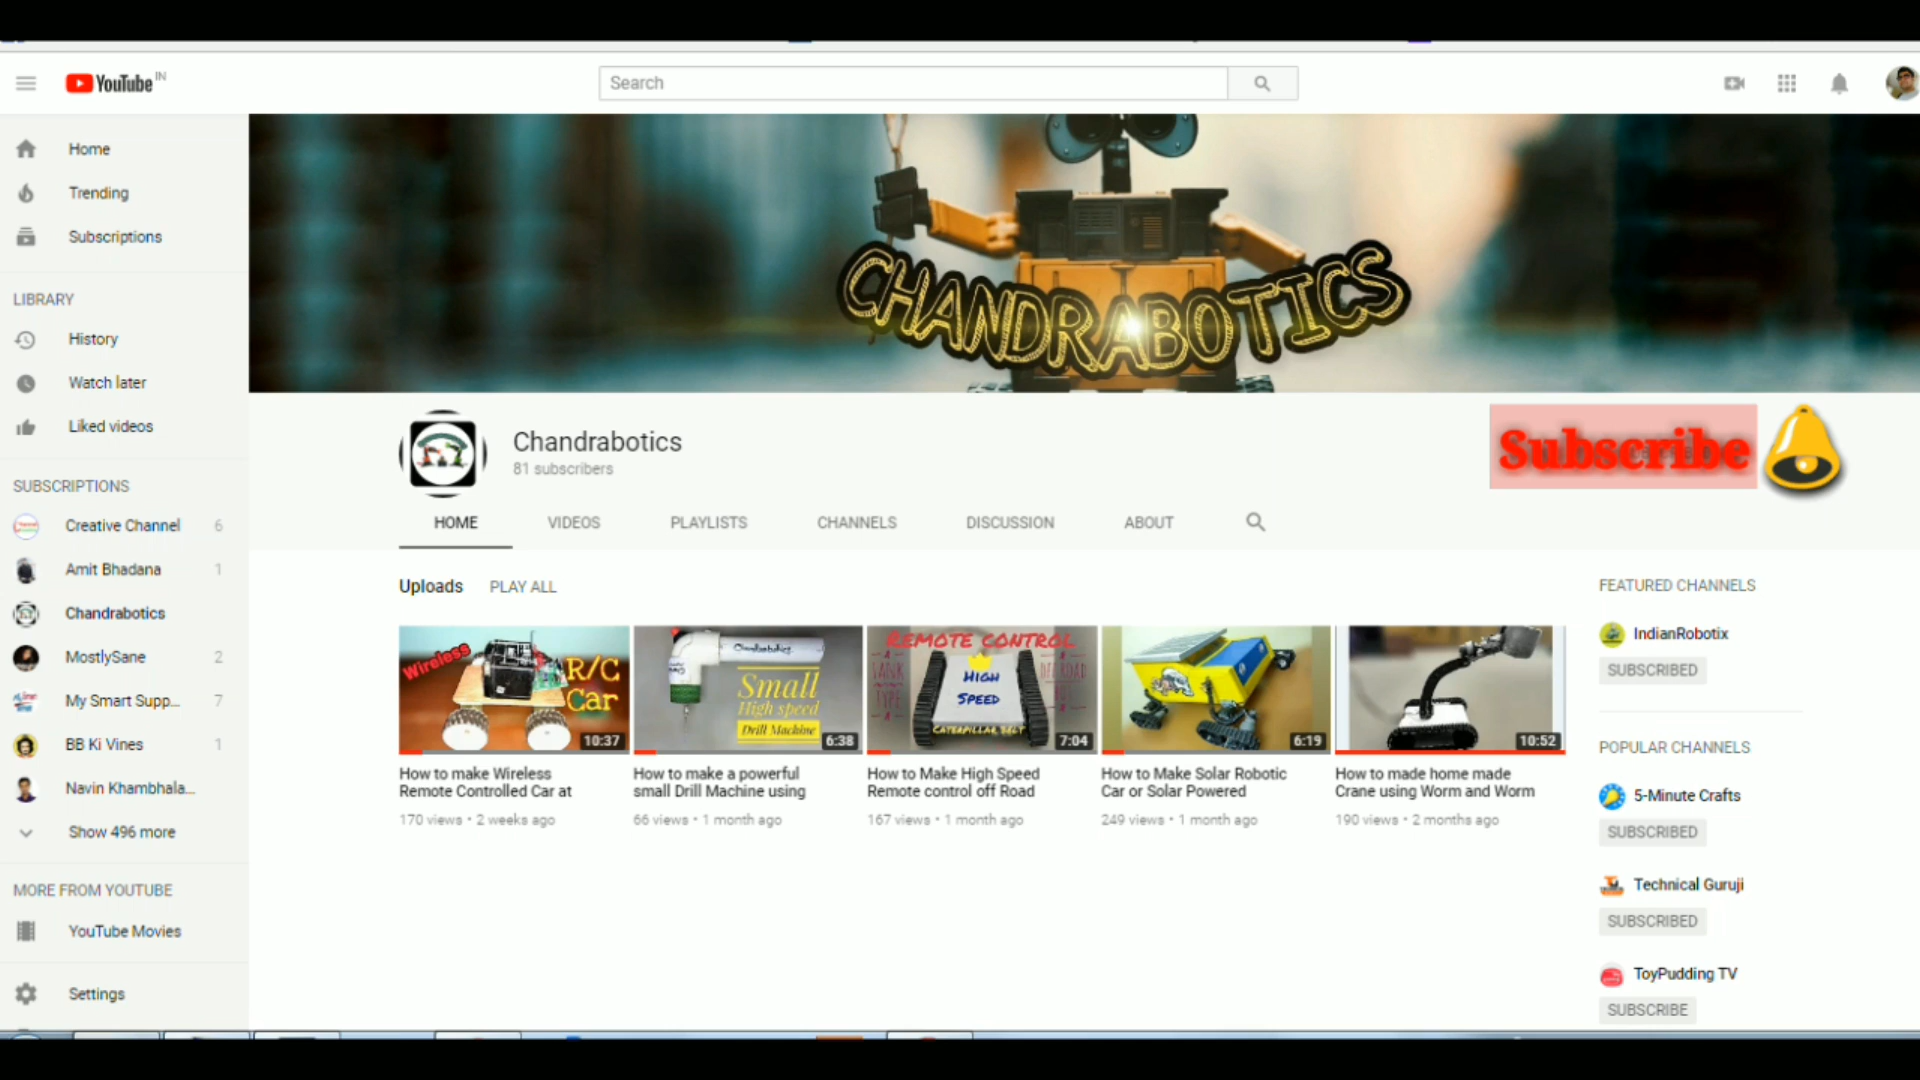 YouTube IN
Search
Home
Trending
Subscriptions
LIBRARY
History
Watch later
Liked videos
SUBSCRIPTIONS
Creative Channel 6
Amit Bhadana 1
Chandrabotics
MostlySane 2
My Smart Supp... 7
BB Ki Vines 1
Navin Khambhala...
Show 496 more
MORE FROM YOUTUBE
YouTube Movies
Settings
CHANDRABOTICS
Chandrabotics
81 subscribers
Subscribe
HOME VIDEOS PLAYLISTS CHANNELS DISCUSSION ABOUT
Uploads PLAY ALL
Wireless
R/C
Car
10:37
How to make Wireless
Remote Controlled Car at
170 views • 2 weeks ago
Chandrabotics
Small
High speed
Drill Machine
6:38
How to make a powerful
small Drill Machine using
66 views • 1 month ago
REMOTE CONTROL
TANK
TYPE
OFF ROAD
HIGH
SPEED
CATERPILLAR BELT
7:04
How to Make High Speed
Remote control off Road
167 views • 1 month ago
6:19
How to Make Solar Robotic
Car or Solar Powered
249 views • 1 month ago
10:52
How to made home made
Crane using Worm and Worm
190 views • 2 months ago
FEATURED CHANNELS
IndianRobotix
SUBSCRIBED
POPULAR CHANNELS
5-Minute Crafts
SUBSCRIBED
Technical Guruji
SUBSCRIBED
ToyPudding TV
SUBSCRIBE